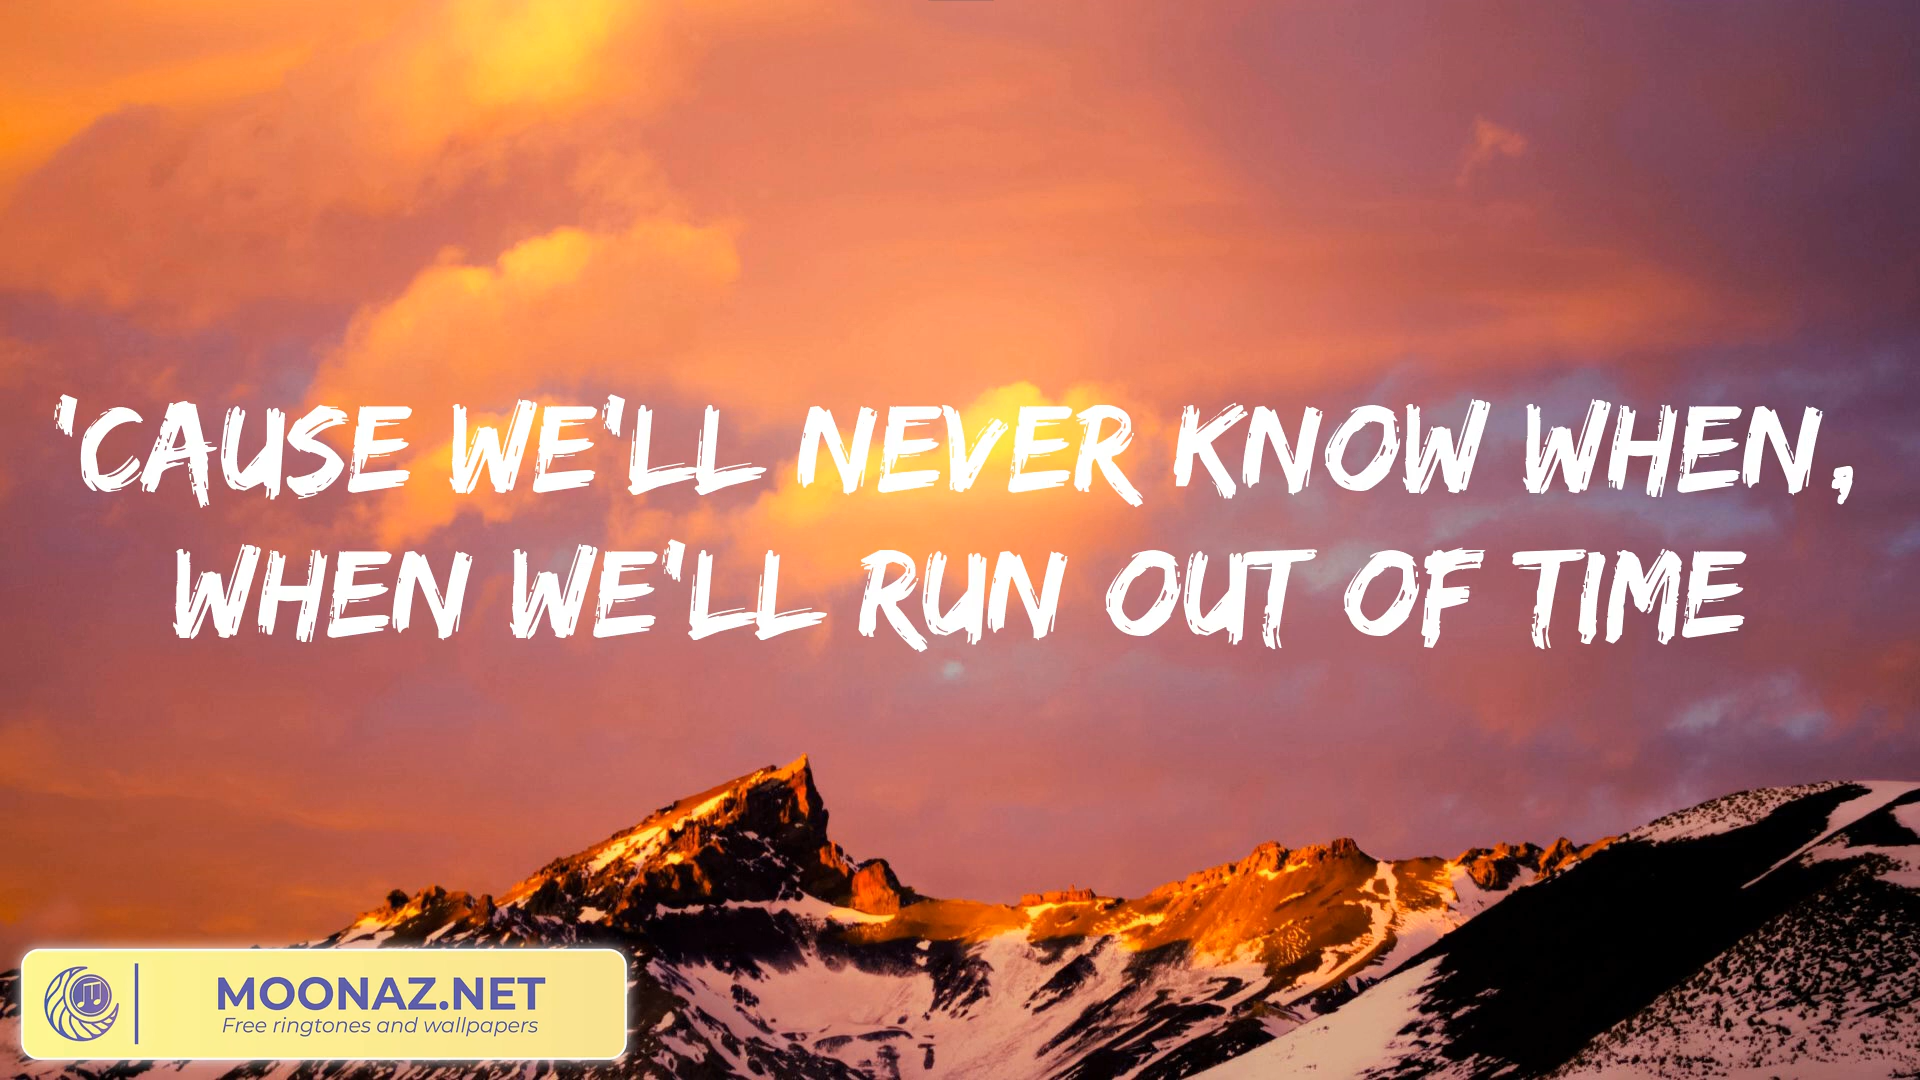 'CAUSE WE'LL NEVER KNOW WHEN,
WHEN WE'LL RUN OUT OF TIME
MOONAZ.NET
Free ringtones and wallpapers